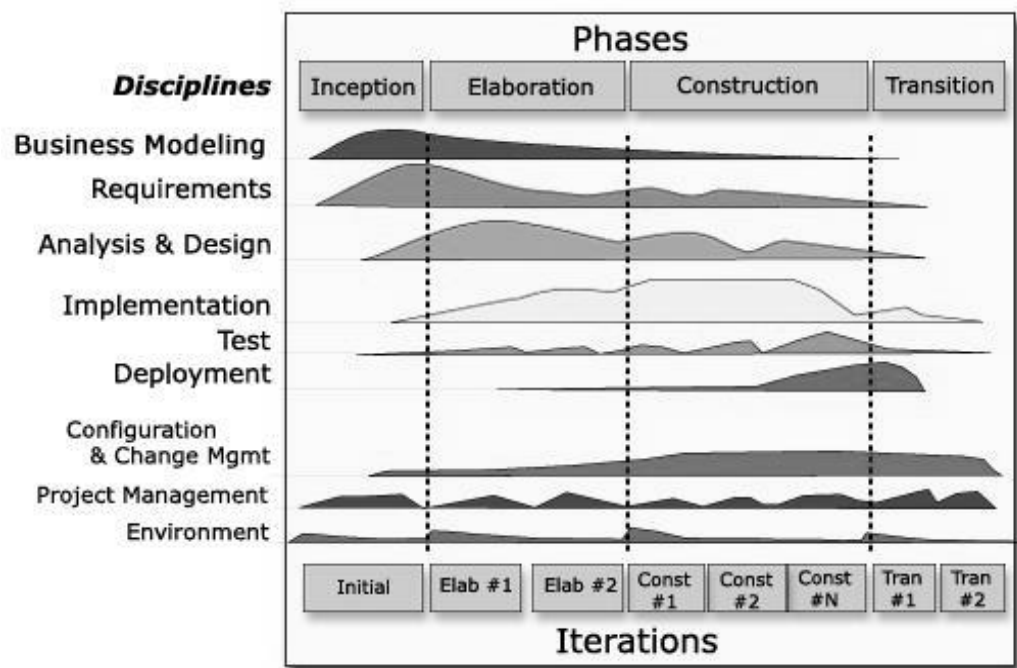 Phases
Disciplines
Inception
Elaboration
Construction
Transition
Business Modeling
Requirements
Analysis & Design
Implementation
Test
Deployment
Configuration
& Change Mgmt
Project Management
Environment
Initial
Elab #1
Elab #2
Const
#1
Const
#2
Const
#N
Tran
#1
Tran
#2
Iterations